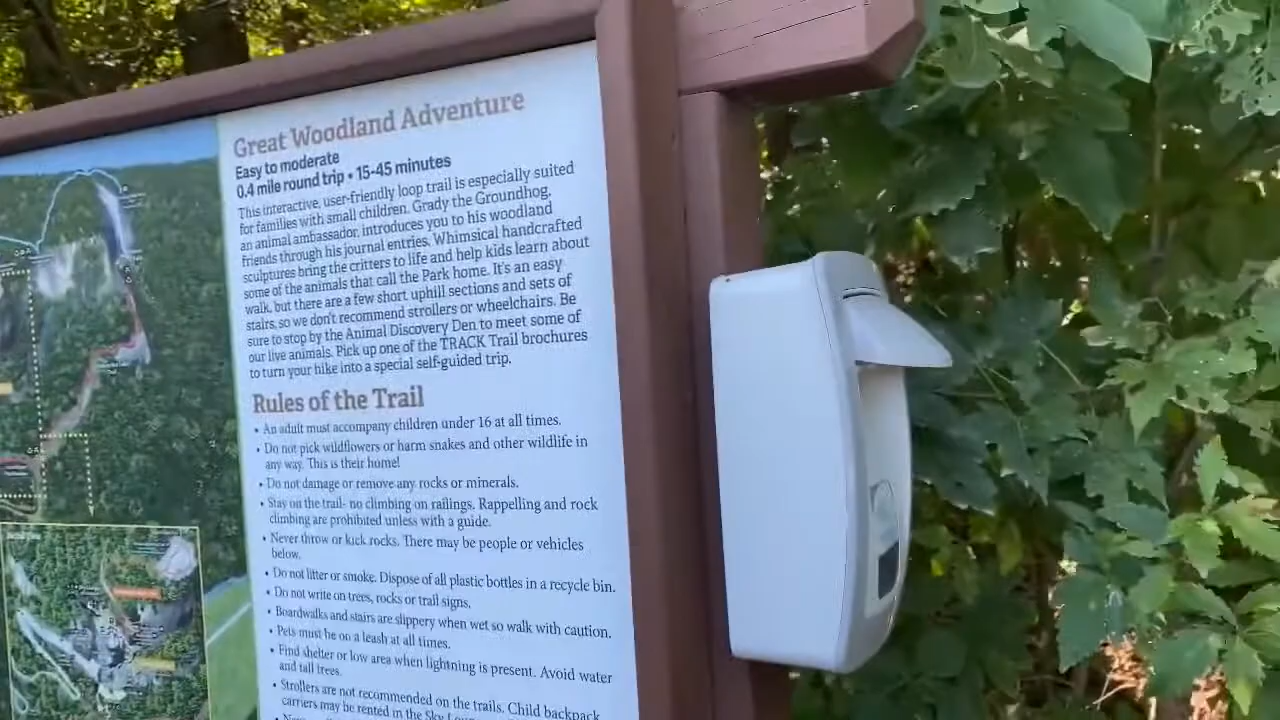 Great Woodland Adventure
Easy to moderate
0.4 mile round trip • 15-45 minutes
This interactive, user-friendly loop trail is especially suited
for families with small children. Grady the Groundhog,
an animal ambassador, introduces you to his woodland
friends through his journal entries. Whimsical handcrafted
sculptures bring the critters to life and help kids learn about
some of the animals that call the Park home. It's an easy
walk, but there are a few short uphill sections and sets of
stairs, so we don't recommend strollers or wheelchairs. Be
sure to stop by the Animal Discovery Den to meet some of
our live animals. Pick up one of the TRACK Trail brochures
to turn your hike into a special self-guided trip.
Rules of the Trail
• An adult must accompany children under 16 at all times.
• Do not pick wildflowers or harm snakes and other wildlife in
any way. This is their home!
• Do not damage or remove any rocks or minerals.
• Stay on the trail- no climbing on railings. Rappelling and rock
climbing are prohibited unless with a guide.
• Never throw or kick rocks. There may be people or vehicles
below.
• Do not litter or smoke. Dispose of all plastic bottles in a recycle bin.
• Do not write on trees, rocks or trail signs.
• Boardwalks and stairs are slippery when wet so walk with caution.
• Pets must be on a leash at all times.
• Find shelter or low area when lightning is present. Avoid water
and tall trees.
• Strollers are not recommended on the trails. Child backpack
carriers may be rented in the Sky